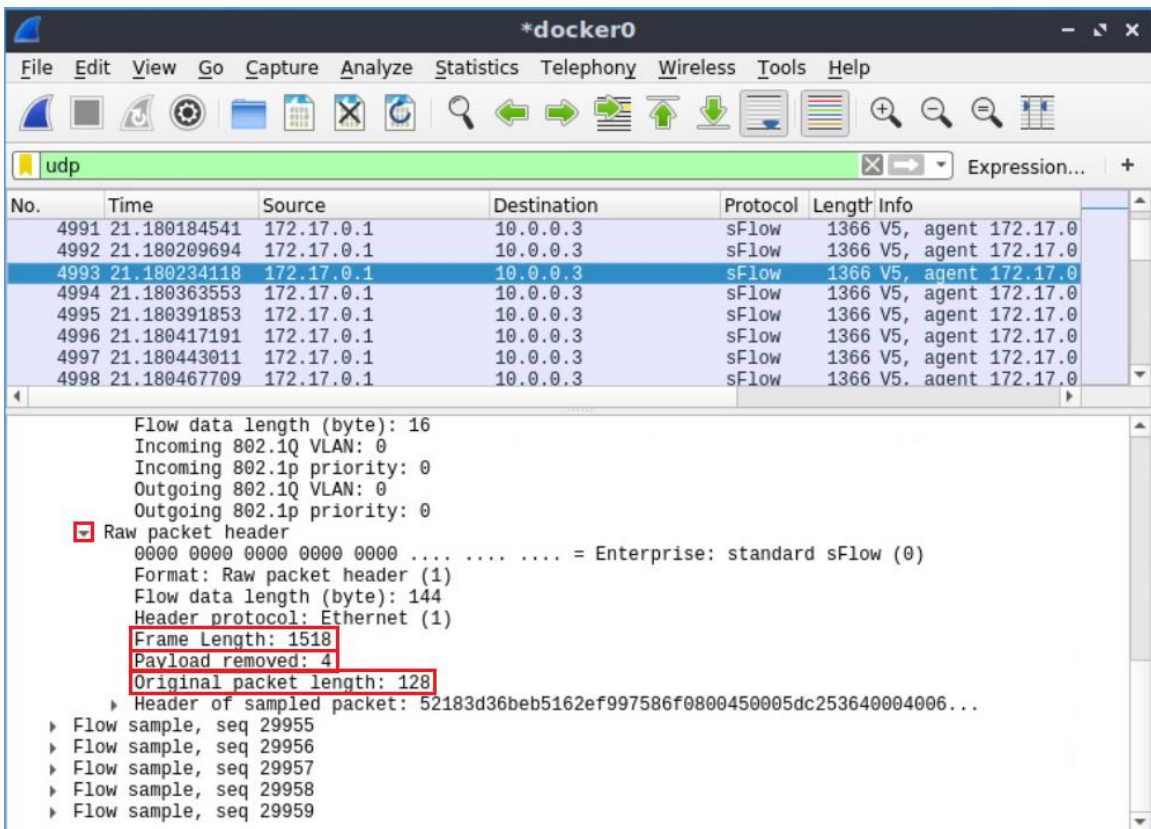 *docker0
File Edit View Go Capture Analyze Statistics Telephony Wireless Tools Help
udp Expression... +
No. Time Source Destination Protocol Length Info
4991 21.180184541 172.17.0.1 10.0.0.3 sFlow 1366 V5, agent 172.17.0
4992 21.180209694 172.17.0.1 10.0.0.3 sFlow 1366 V5, agent 172.17.0
4993 21.180234118 172.17.0.1 10.0.0.3 sFlow 1366 V5, agent 172.17.0
4994 21.180363553 172.17.0.1 10.0.0.3 sFlow 1366 V5, agent 172.17.0
4995 21.180391853 172.17.0.1 10.0.0.3 sFlow 1366 V5, agent 172.17.0
4996 21.180417191 172.17.0.1 10.0.0.3 sFlow 1366 V5, agent 172.17.0
4997 21.180443011 172.17.0.1 10.0.0.3 sFlow 1366 V5, agent 172.17.0
4998 21.180467709 172.17.0.1 10.0.0.3 sFlow 1366 V5, agent 172.17.0
Flow data length (byte): 16
Incoming 802.1Q VLAN: 0
Incoming 802.1p priority: 0
Outgoing 802.1Q VLAN: 0
Outgoing 802.1p priority: 0
Raw packet header
0000 0000 0000 0000 0000 .... .... .... = Enterprise: standard sFlow (0)
Format: Raw packet header (1)
Flow data length (byte): 144
Header protocol: Ethernet (1)
Frame Length: 1518
Payload removed: 4
Original packet length: 128
Header of sampled packet: 52183d36beb5162ef997586f0800450005dc253640004006...
Flow sample, seq 29955
Flow sample, seq 29956
Flow sample, seq 29957
Flow sample, seq 29958
Flow sample, seq 29959